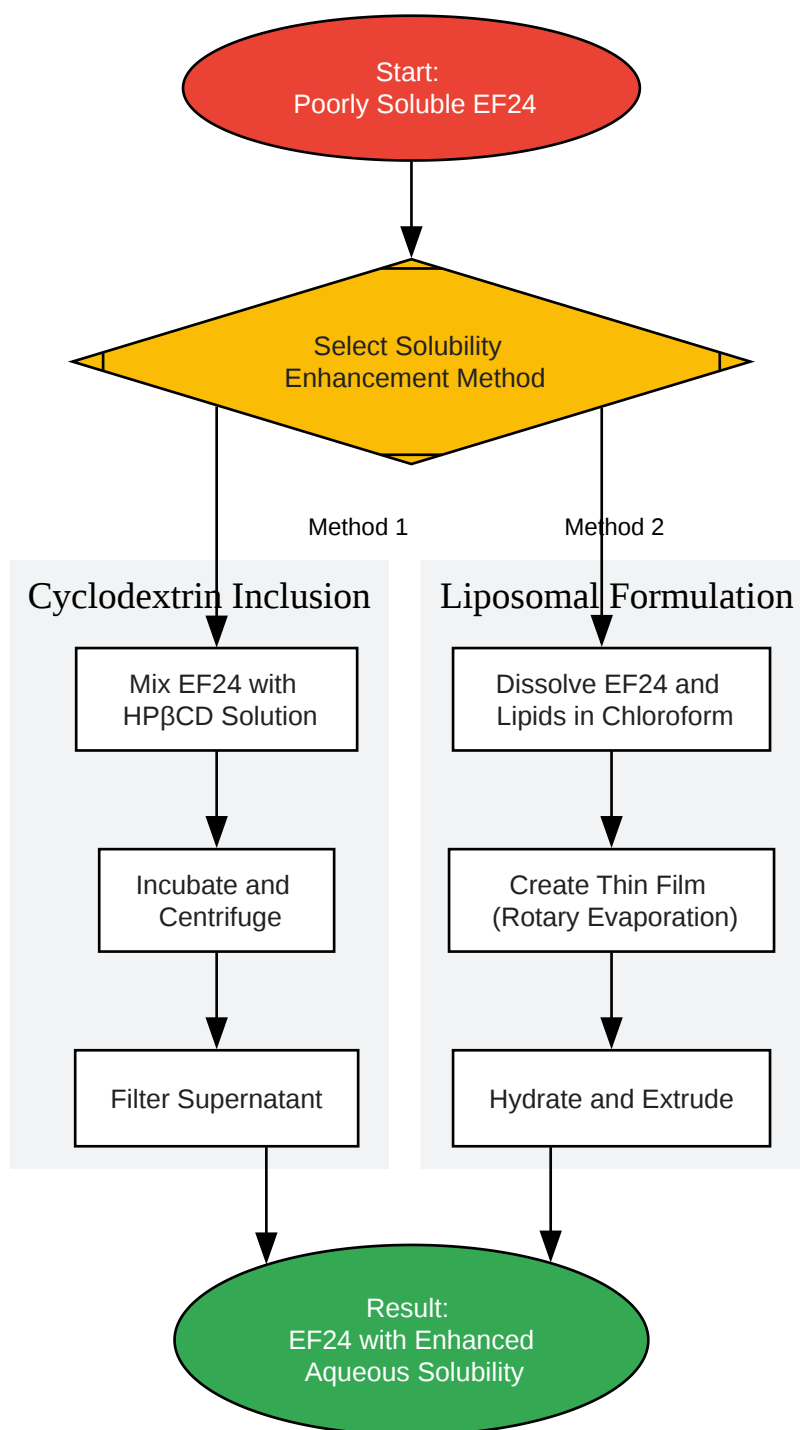 Start:
Poorly Soluble EF24
Select Solubility
Enhancement Method
Method 1
Method 2
Cyclodextrin Inclusion
Mix EF24 with
HPβCD Solution
Incubate and
Centrifuge
Filter Supernatant
Liposomal Formulation
Dissolve EF24 and
Lipids in Chloroform
Create Thin Film
(Rotary Evaporation)
Hydrate and Extrude
Result:
EF24 with Enhanced
Aqueous Solubility